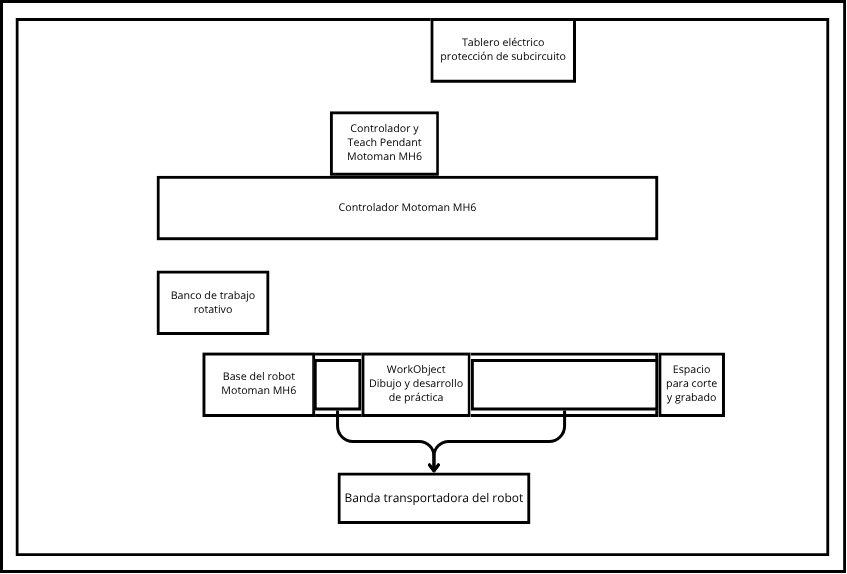 Tablero eléctrico
protección de subcircuito
Controlador y
Teach Pendant
Motoman MH6
Controlador Motoman MH6
Banco de trabajo
rotativo
Base del robot
Motoman MH6
WorkObject
Dibujo y desarrollo
de práctica
Espacio
para corte
y grabado
Banda transportadora del robot